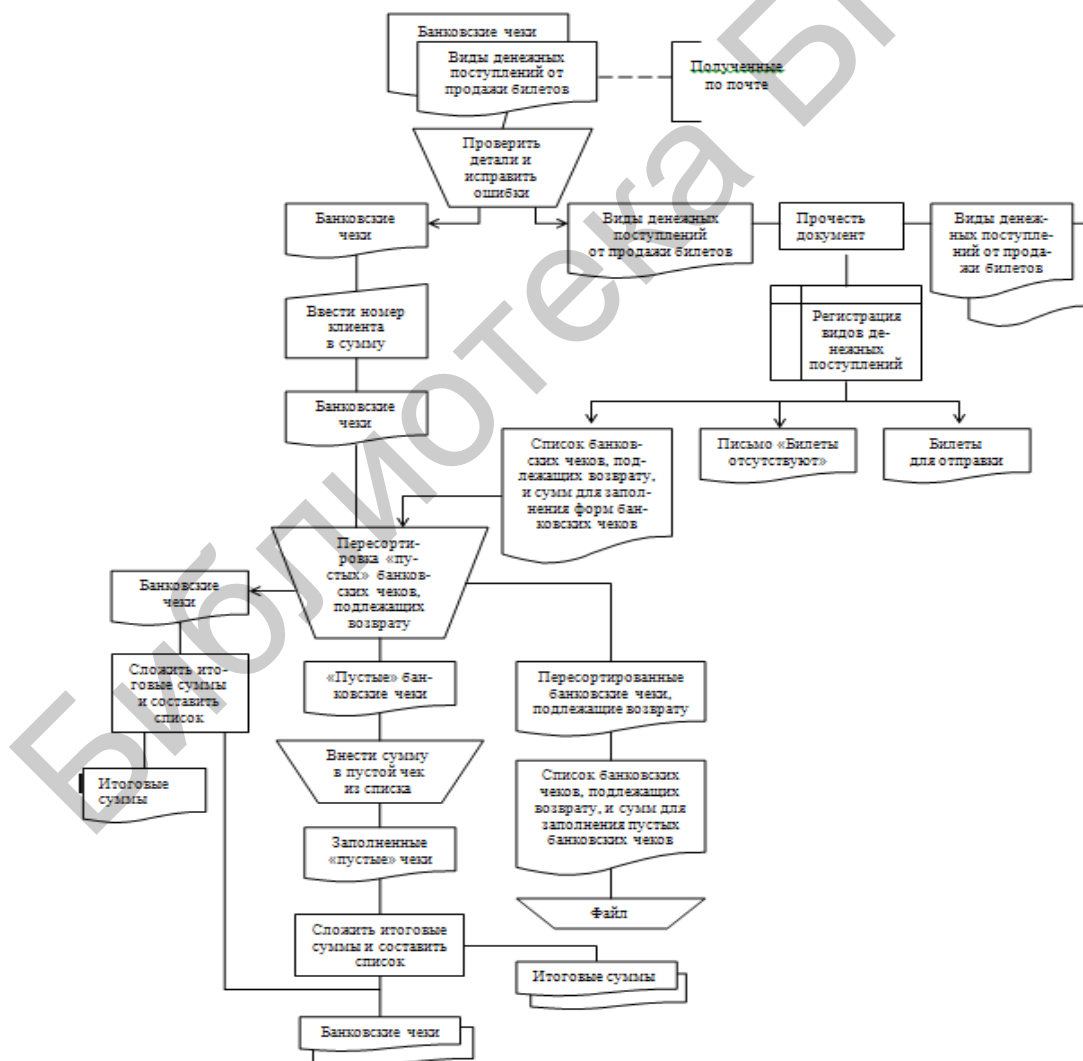 Банковские чеки
Виды денежных
поступлений от
продажи билетов
Полученные
по почте
Проверить
детали и
исправить
ошибки
Банковские
чеки
Виды денежных
поступлений
от продажи билетов
Прочесть
документ
Виды денеж-
ных поступле-
ний от прода-
жи билетов
Ввести номер
клиента
в сумму
Регистрация
видов де-
нежных
поступлений
Банковские
чеки
Список банков-
ских чеков, под-
лежащих возврату,
и сумм для запол-
нения форм бан-
ковских чеков
Письмо «Билеты
отсутствуют»
Билеты
для отправки
Пересорти-
ровка «пу-
стых» банков-
ских чеков,
подлежащих
возврату
Банковские
чеки
Сложить ито-
говые суммы
и составить
список
«Пустые» бан-
ковские чеки
Пересортированные
банковские чеки,
подлежащие возврату
Внести сумму
в пустой чек
из списка
Итоговые
суммы
Список банковских
чеков, подлежащих
возврату, и сумм для
заполнения пустых
банковских чеков
Заполненные
«пустые» чеки
Файл
Сложить итоговые
суммы и составить
список
Итоговые суммы
Банковские чеки
Библиотека Б